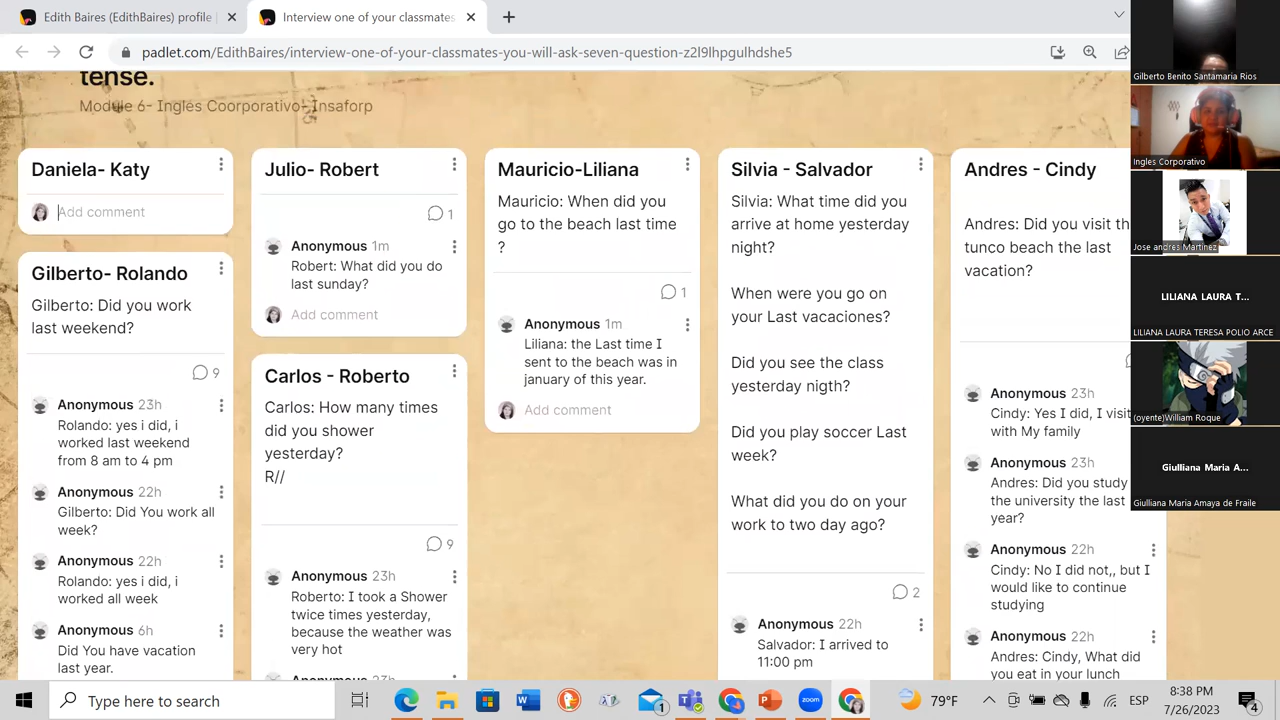 Edith Baires (EdithBaires) profile |
Interview one of your classmates
padlet.com/EdithBaires/interview-one-of-your-classmates-you-will-ask-seven-question-z2l9lhpgulhdshe5
tense.
Module 6- Ingles Coorporativo- Insaforp
Daniela- Katy
Add comment
Gilberto- Rolando
Gilberto: Did you work
last weekend?
9
Anonymous 23h
Rolando: yes i did, i
worked last weekend
from 8 am to 4 pm
Anonymous 22h
Gilberto: Did You work all
week?
Anonymous 22h
Rolando: yes i did, i
worked all week
Anonymous 6h
Did You have vacation
last year.
Julio- Robert
1
Anonymous 1m
Robert: What did you do
last sunday?
Add comment
Carlos - Roberto
Carlos: How many times
did you shower
yesterday?
R//
9
Anonymous 23h
Roberto: I took a Shower
twice times yesterday,
because the weather was
very hot
Anonymous 23h
Mauricio-Liliana
Mauricio: When did you
go to the beach last time
?
1
Anonymous 1m
Liliana: the Last time I
sent to the beach was in
january of this year.
Add comment
Silvia - Salvador
Silvia: What time did you
arrive at home yesterday
night?
When were you go on
your Last vacaciones?
Did you see the class
yesterday nigth?
Did you play soccer Last
week?
What did you do on your
work to two day ago?
2
Anonymous 22h
Salvador: I arrived to
11:00 pm
Andres - Cindy
Andres: Did you visit th
tunco beach the last
vacation?
Anonymous 23h
Cindy: Yes I did, I visit
with My family
Anonymous 23h
Andres: Did you study
the university the last
year?
Anonymous 22h
Cindy: No I did not,, but I
would like to continue
studying
Anonymous 22h
Andres: Cindy, What did
you eat in your lunch
Gilberto Benito Santamaria Rios
Ingles Corporativo
Jose andres Martinez
LILIANA LAURA T...
LILIANA LAURA TERESA POLIO ARCE
(oyente)William Roque
Giulliana Maria A...
Giulliana Maria Amaya de Fraile
Type here to search
1
zoom
79°F
ESP
8:38 PM
7/26/2023
4